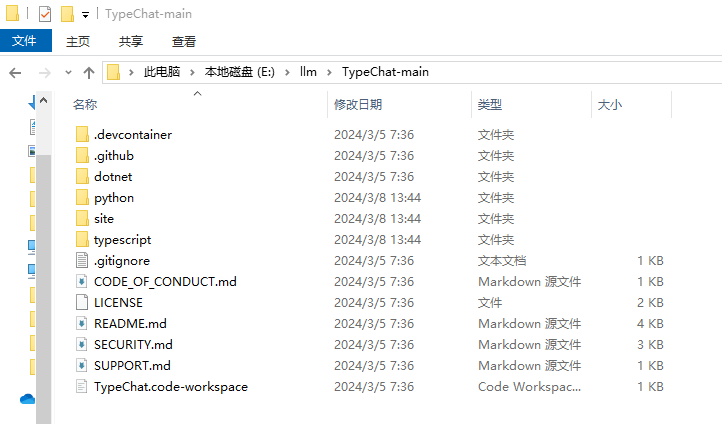 TypeChat-main
文件 主页 共享 查看
此电脑 本地磁盘 (E:) llm TypeChat-main
名称 修改日期 类型 大小
.devcontainer 2024/3/5 7:36 文件夹
.github 2024/3/5 7:36 文件夹
dotnet 2024/3/5 7:36 文件夹
python 2024/3/8 13:44 文件夹
site 2024/3/8 13:44 文件夹
typescript 2024/3/8 13:44 文件夹
.gitignore 2024/3/5 7:36 文本文档 1 KB
CODE_OF_CONDUCT.md 2024/3/5 7:36 Markdown 源文件 1 KB
LICENSE 2024/3/5 7:36 文件 2 KB
README.md 2024/3/5 7:36 Markdown 源文件 4 KB
SECURITY.md 2024/3/5 7:36 Markdown 源文件 3 KB
SUPPORT.md 2024/3/5 7:36 Markdown 源文件 1 KB
TypeChat.code-workspace 2024/3/5 7:36 Code Workspac... 1 KB